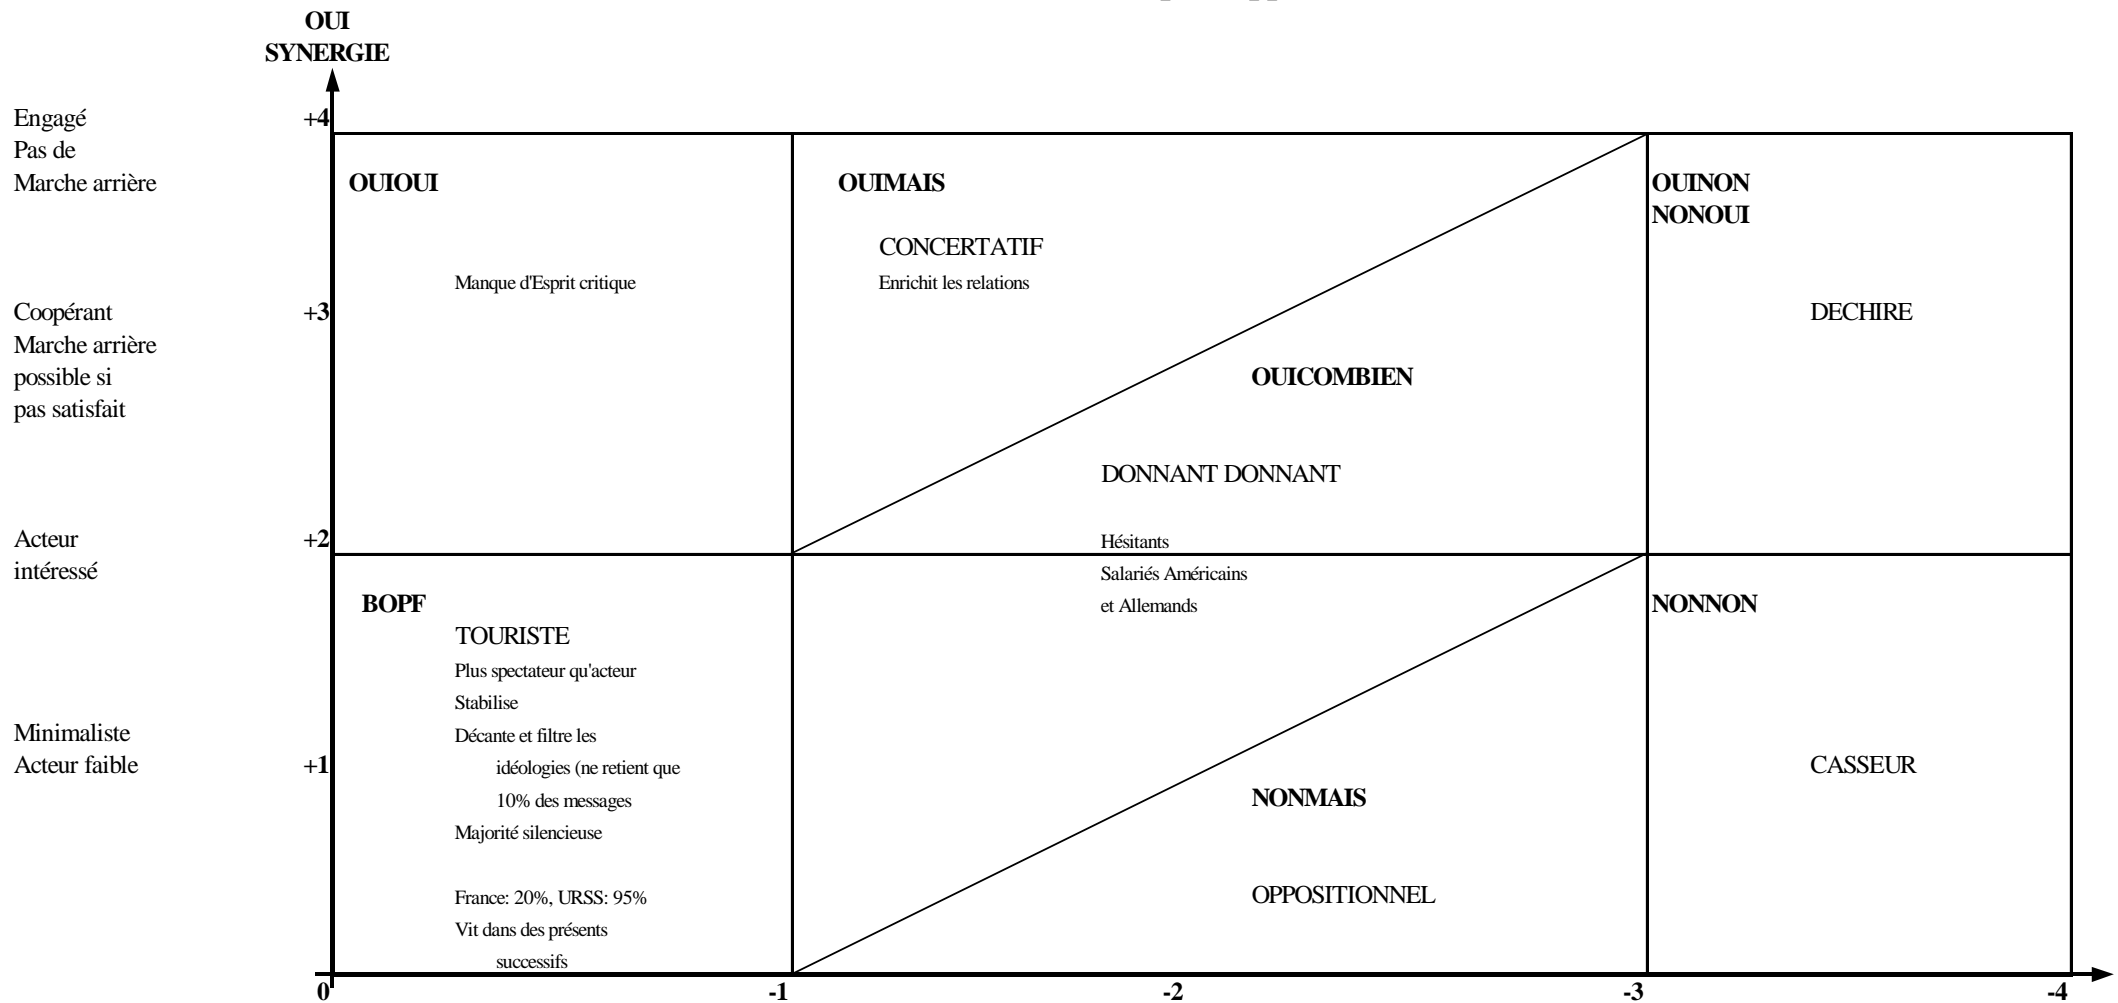 OUI
SYNERGIE
Engagé
Pas de
Marche arrière
+4
OUIOUI
OUIMAIS
OUINON
NONOUI
CONCERTATIF
Manque d'Esprit critique
Enrichit les relations
Coopérant
Marche arrière
possible si
pas satisfait
+3
DECHIRE
OUICOMBIEN
DONNANT DONNANT
Acteur
intéressé
+2
Hésitants
Salariés Américains
et Allemands
BOPF
NONNON
TOURISTE
Plus spectateur qu'acteur
Stabilise
Décante et filtre les
idéologies (ne retient que
10% des messages
Majorité silencieuse
Minimaliste
Acteur faible
+1
CASSEUR
NONMAIS
OPPOSITIONNEL
France: 20%, URSS: 95%
Vit dans des présents
successifs
0
-1
-2
-3
-4